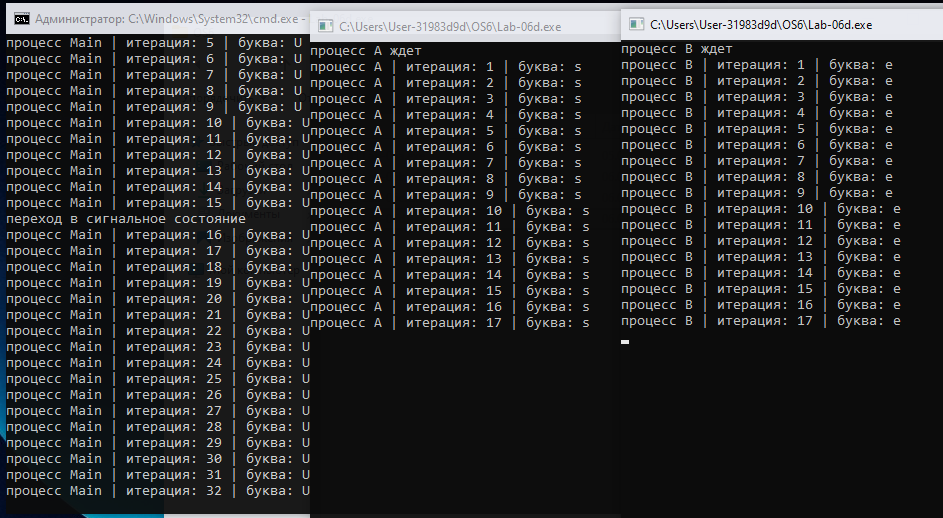 Администратор: C:\Windows\System32\cmd.exe -
процесс Main | итерация: 5 | буква: U
процесс Main | итерация: 6 | буква: U
процесс Main | итерация: 7 | буква: U
процесс Main | итерация: 8 | буква: U
процесс Main | итерация: 9 | буква: U
процесс Main | итерация: 10 | буква: U
процесс Main | итерация: 11 | буква: U
процесс Main | итерация: 12 | буква: U
процесс Main | итерация: 13 | буква: U
процесс Main | итерация: 14 | буква: U
процесс Main | итерация: 15 | буква: U
переход в сигнальное состояние
процесс Main | итерация: 16 | буква: U
процесс Main | итерация: 17 | буква: U
процесс Main | итерация: 18 | буква: U
процесс Main | итерация: 19 | буква: U
процесс Main | итерация: 20 | буква: U
процесс Main | итерация: 21 | буква: U
процесс Main | итерация: 22 | буква: U
процесс Main | итерация: 23 | буква: U
процесс Main | итерация: 24 | буква: U
процесс Main | итерация: 25 | буква: U
процесс Main | итерация: 26 | буква: U
процесс Main | итерация: 27 | буква: U
процесс Main | итерация: 28 | буква: U
процесс Main | итерация: 29 | буква: U
процесс Main | итерация: 30 | буква: U
процесс Main | итерация: 31 | буква: U
процесс Main | итерация: 32 | буква: U
C:\Users\User-31983d9d\OS6\Lab-06d.exe
процесс A ждет
процесс A | итерация: 1 | буква: s
процесс A | итерация: 2 | буква: s
процесс A | итерация: 3 | буква: s
процесс A | итерация: 4 | буква: s
процесс A | итерация: 5 | буква: s
процесс A | итерация: 6 | буква: s
процесс A | итерация: 7 | буква: s
процесс A | итерация: 8 | буква: s
процесс A | итерация: 9 | буква: s
процесс A | итерация: 10 | буква: s
процесс A | итерация: 11 | буква: s
процесс A | итерация: 12 | буква: s
процесс A | итерация: 13 | буква: s
процесс A | итерация: 14 | буква: s
процесс A | итерация: 15 | буква: s
процесс A | итерация: 16 | буква: s
процесс A | итерация: 17 | буква: s
C:\Users\User-31983d9d\OS6\Lab-06d.exe
процесс B ждет
процесс B | итерация: 1 | буква: e
процесс B | итерация: 2 | буква: e
процесс B | итерация: 3 | буква: e
процесс B | итерация: 4 | буква: e
процесс B | итерация: 5 | буква: e
процесс B | итерация: 6 | буква: e
процесс B | итерация: 7 | буква: e
процесс B | итерация: 8 | буква: e
процесс B | итерация: 9 | буква: e
процесс B | итерация: 10 | буква: e
процесс B | итерация: 11 | буква: e
процесс B | итерация: 12 | буква: e
процесс B | итерация: 13 | буква: e
процесс B | итерация: 14 | буква: e
процесс B | итерация: 15 | буква: e
процесс B | итерация: 16 | буква: e
процесс B | итерация: 17 | буква: e